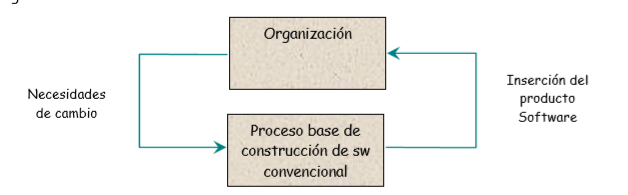 Organización
Necesidades
de cambio
Inserción del
producto
Software
Proceso base de
construcción de sw
convencional